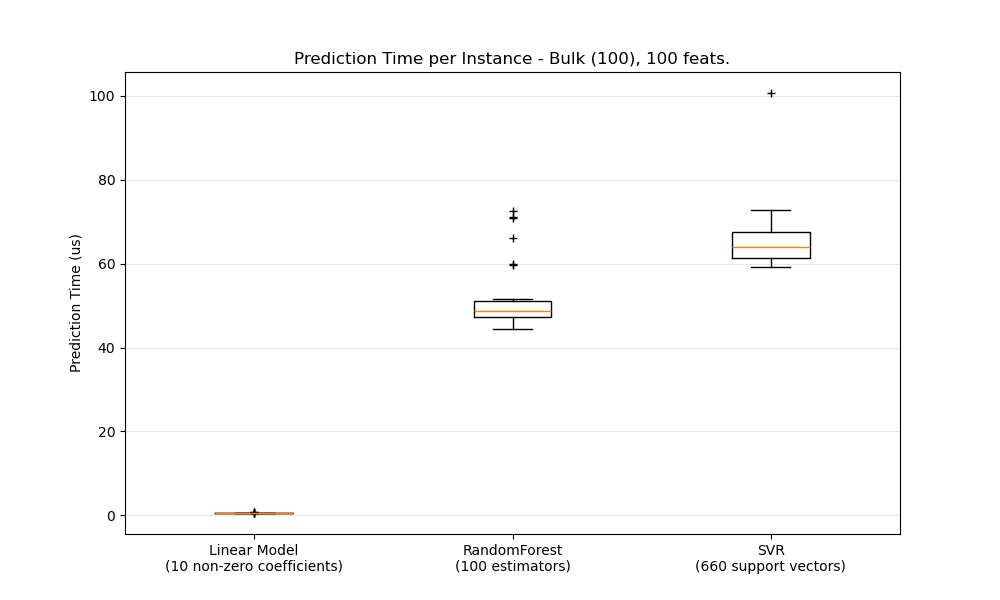 Prediction Time per Instance - Bulk (100), 100 feats.
Prediction Time (us)
100
80
60
40
20
0
Linear Model
(10 non-zero coefficients)
RandomForest
(100 estimators)
SVR
(660 support vectors)